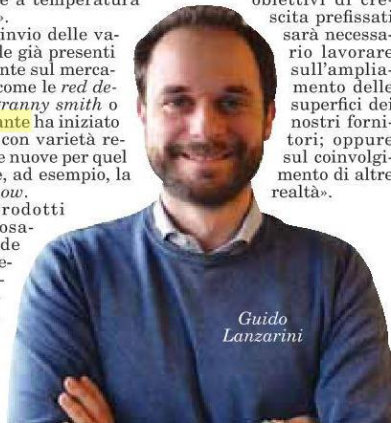 e a temperatura
».
invio delle va-
le già presenti
nte sul merca-
come le red de-
ranny smith o
ante ha iniziato
con varietà re-
e nuove per quel
e, ad esempio, la
ow.
rodotti
osa-
de
e-
obiettivi di cre-
scita prefissati
sarà necessa-
rio lavorare
sull'amplia-
mento delle
superfici dei
nostri forni-
tori; oppure
sul coinvolgi-
mento di altre
realtà».
Guido
Lanzarini